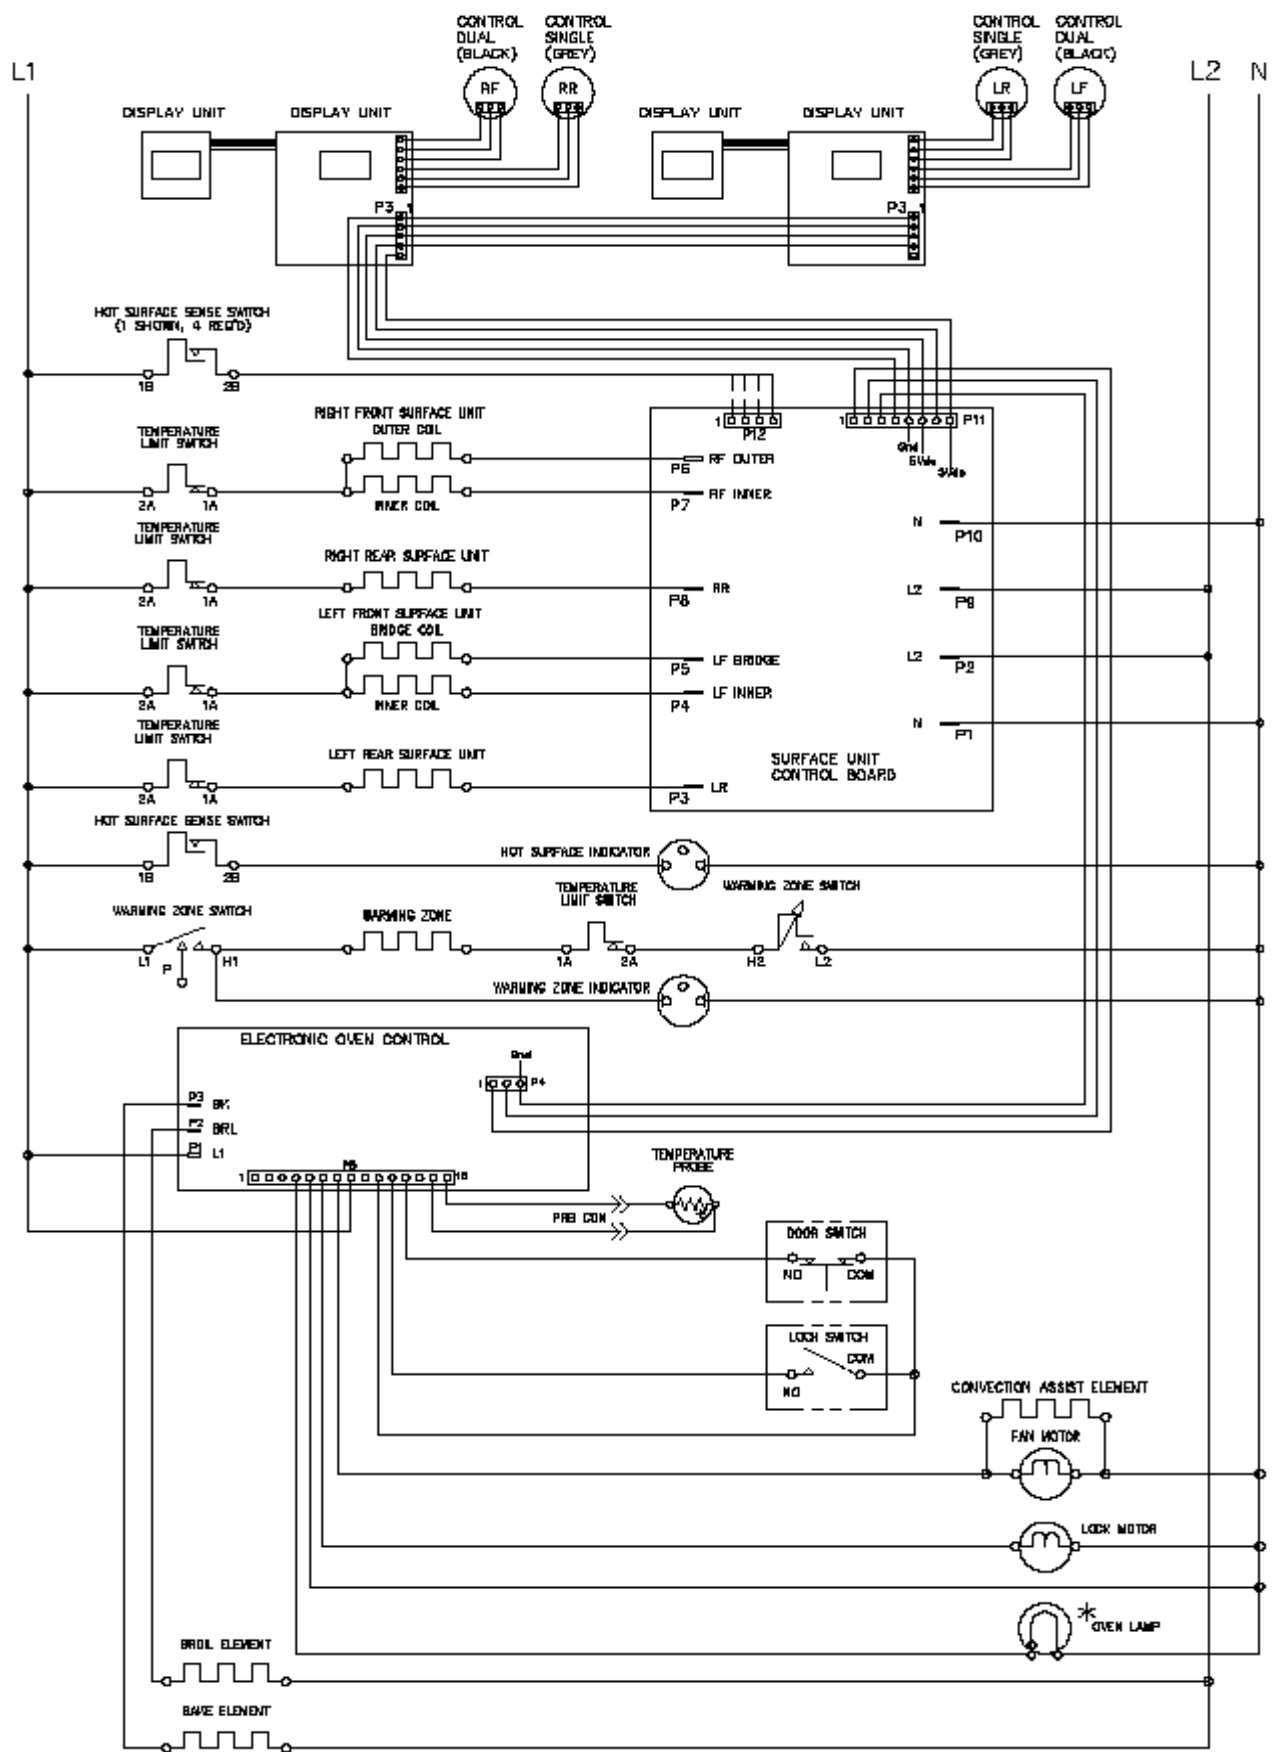 CONTROL DUAL (BLACK)
CONTROL SINGLE (GREY)
CONTROL SINGLE (GREY)
CONTROL DUAL (BLACK)
L1
L2 N
RF
RR
LR
LF
DISPLAY UNIT
DISPLAY UNIT
DISPLAY UNIT
DISPLAY UNIT
P3 1
P3 1
HOT SURFACE SENSE SWITCH
(1 SHOWN, 4 REQ'D)
1B 2B
1 P12
1 P11
Gnd
RIGHT FRONT SURFACE UNIT
OUTER COIL
TEMPERATURE
LIMIT SWITCH
P6 RF OUTER
2A 1A
INNER COIL
P7 RF INNER
N P10
TEMPERATURE
LIMIT SWITCH
RIGHT REAR SURFACE UNIT
2A 1A
P8 RR
L2 P9
LEFT FRONT SURFACE UNIT
BRIDGE COIL
TEMPERATURE
LIMIT SWITCH
P5 LF BRIDGE
L2 P2
2A 1A
INNER COIL
P4 LF INNER
N P1
TEMPERATURE
LIMIT SWITCH
LEFT REAR SURFACE UNIT
SURFACE UNIT
CONTROL BOARD
2A 1A
P3 LR
HOT SURFACE SENSE SWITCH
1B 2B
HOT SURFACE INDICATOR
TEMPERATURE
LIMIT SWITCH
WARMING ZONE SWITCH
WARMING ZONE SWITCH
WARMING ZONE
L1 P H1
1A 2A
H2 L2
WARMING ZONE INDICATOR
ELECTRONIC OVEN CONTROL
Gnd
1 P4
P3 BK
P2 BRL
P1 L1
1 P5
TEMPERATURE
PROBE
PRB CON
DOOR SWITCH
NO COM
LOCK SWITCH
COM
NO
CONVECTION ASSIST ELEMENT
FAN MOTOR
LOCK MOTOR
* OVEN LAMP
BROIL ELEMENT
BAKE ELEMENT